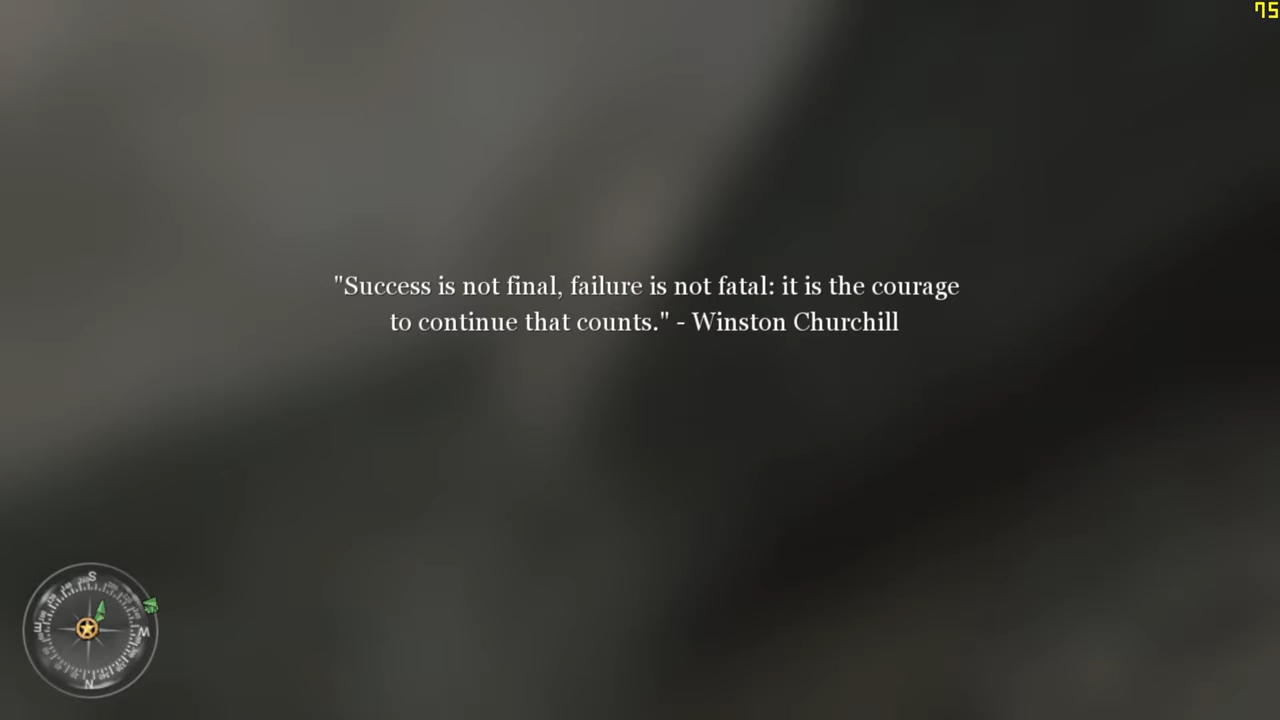 75
"Success is not final, failure is not fatal: it is the courage
to continue that counts." - Winston Churchill
S
E
W
N